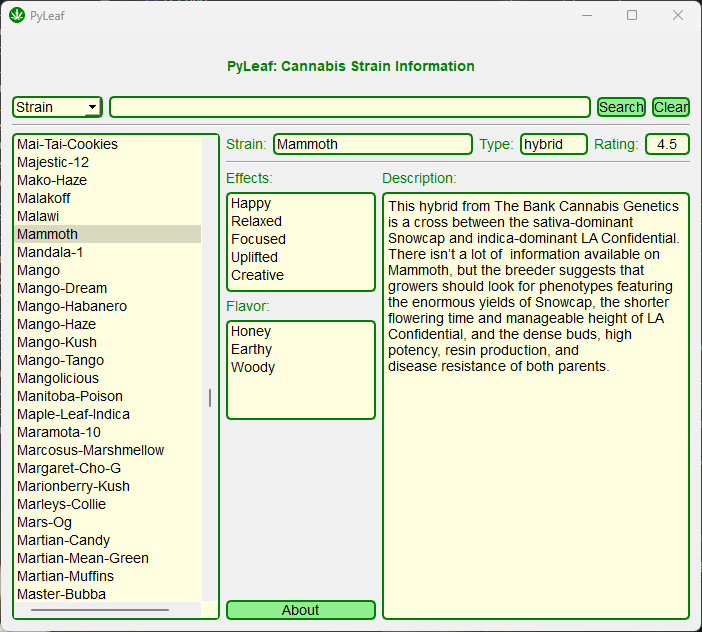 PyLeaf
PyLeaf: Cannabis Strain Information
Strain
Search
Clear
Mai-Tai-Cookies
Majestic-12
Mako-Haze
Malakoff
Malawi
Mammoth
Mandala-1
Mango
Mango-Dream
Mango-Habanero
Mango-Haze
Mango-Kush
Mango-Tango
Mangolicious
Manitoba-Poison
Maple-Leaf-Indica
Maramota-10
Marcosus-Marshmellow
Margaret-Cho-G
Marionberry-Kush
Marleys-Collie
Mars-Og
Martian-Candy
Martian-Mean-Green
Martian-Muffins
Master-Bubba
Strain: Mammoth Type: hybrid Rating: 4.5
Effects:
Happy
Relaxed
Focused
Uplifted
Creative
Flavor:
Honey
Earthy
Woody
About
Description:
This hybrid from The Bank Cannabis Genetics
is a cross between the sativa-dominant
Snowcap and indica-dominant LA Confidential.
There isn't a lot of  information available on
Mammoth, but the breeder suggests that
growers should look for phenotypes featuring
the enormous yields of Snowcap, the shorter
flowering time and manageable height of LA
Confidential, and the dense buds, high
potency, resin production, and
disease resistance of both parents.